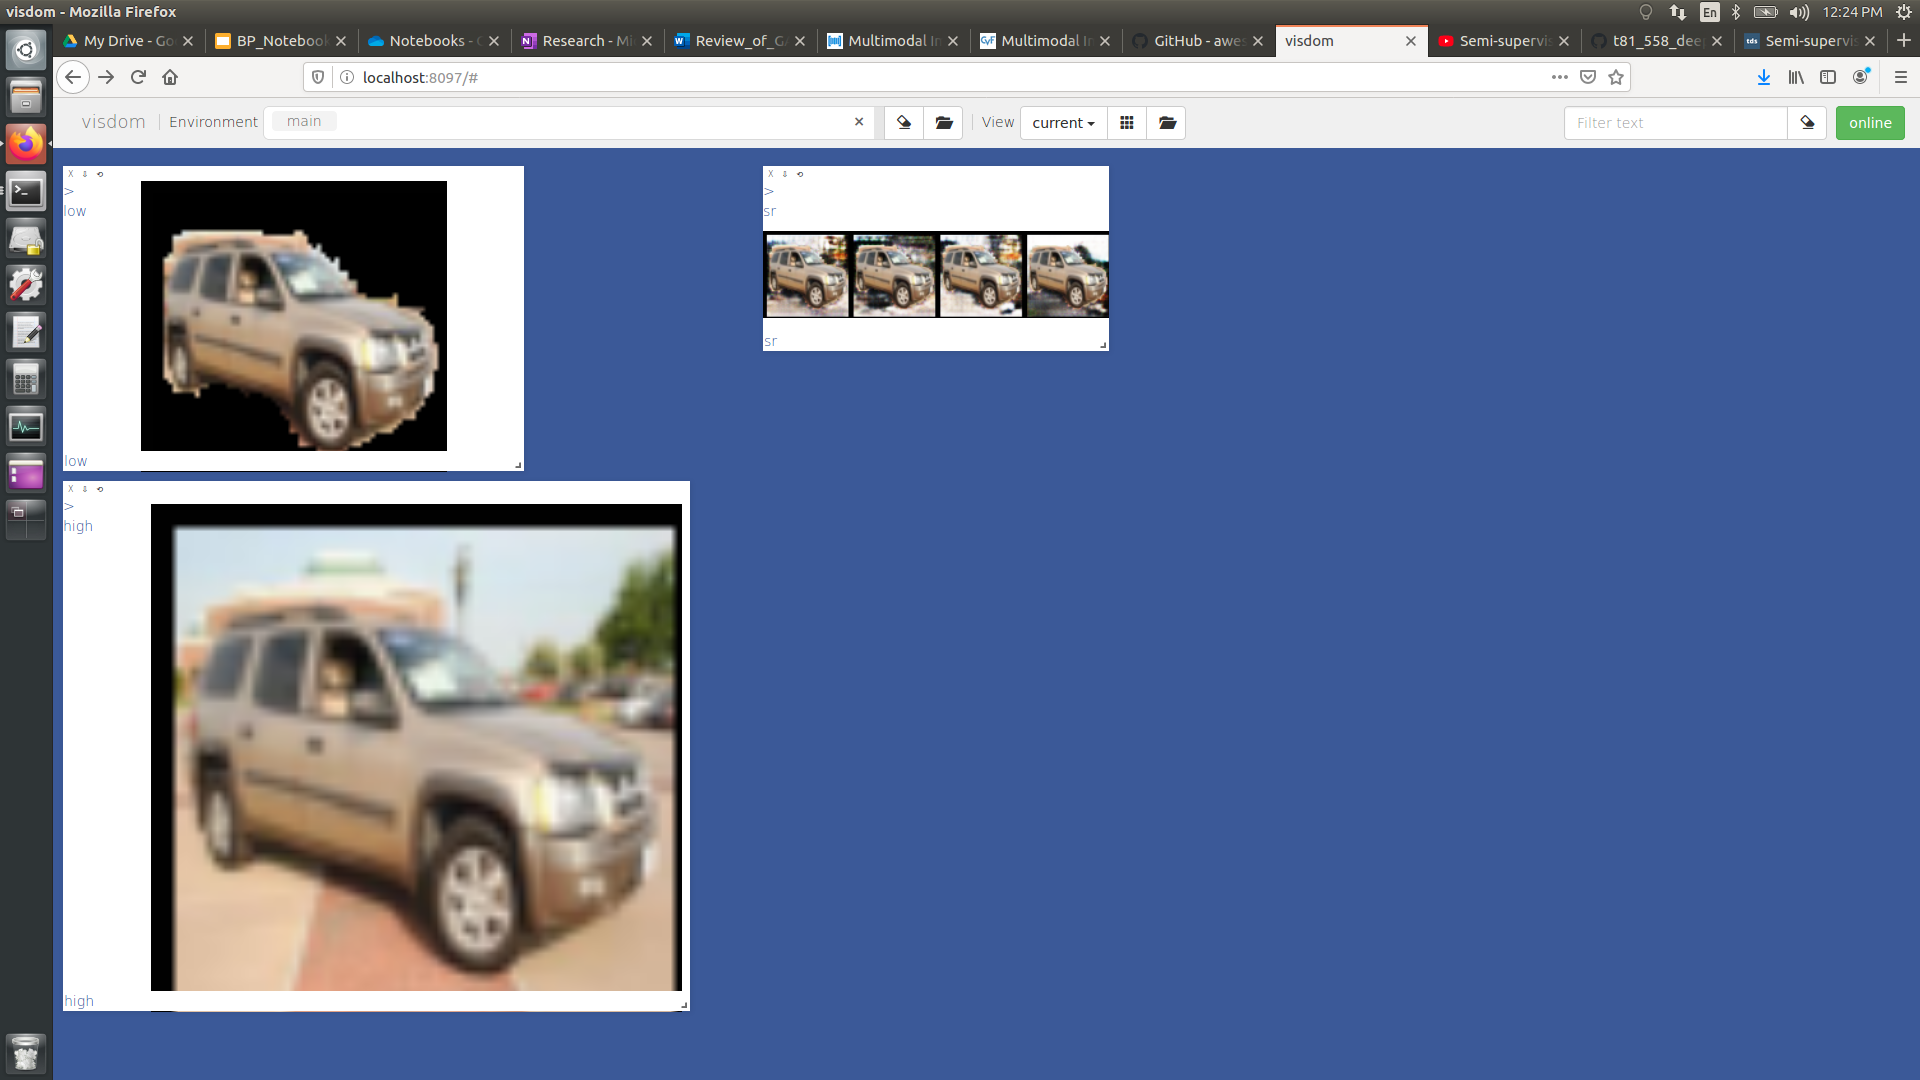 visdom - Mozilla Firefox
En
12:24 PM
My Drive - Go
BP_Notebook
Notebooks -
Research - Mi
Review_of_G
Multimodal I
Multimodal I
GitHub - awe
visdom
Semi-supervi
t81_558_dee
tds Semi-supervi
localhost:8097/#
visdom
Environment
main
View
current
Filter text
online
X
>
low
low
X
>
sr
sr
X
>
high
high